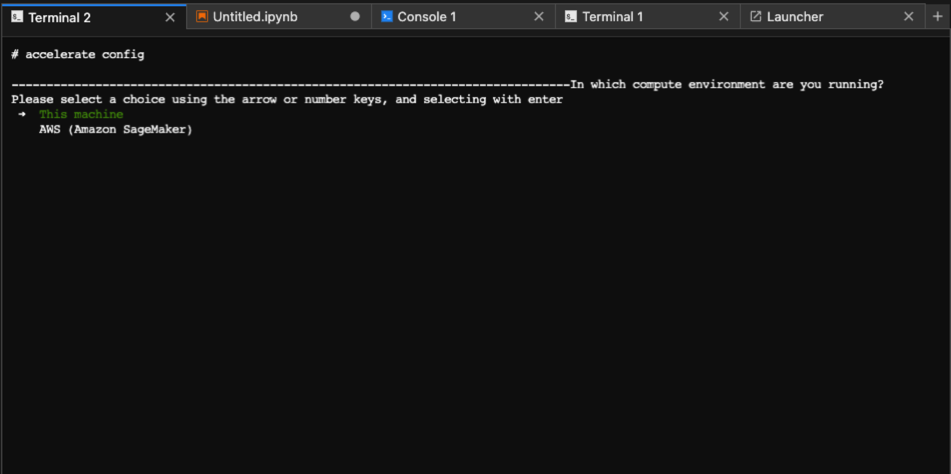 Terminal 2
Untitled.ipynb
Console 1
Terminal 1
Launcher
# accelerate config
--------------------------------------------------------------------------------In which compute environment are you running?
Please select a choice using the arrow or number keys, and selecting with enter
➔ This machine
AWS (Amazon SageMaker)